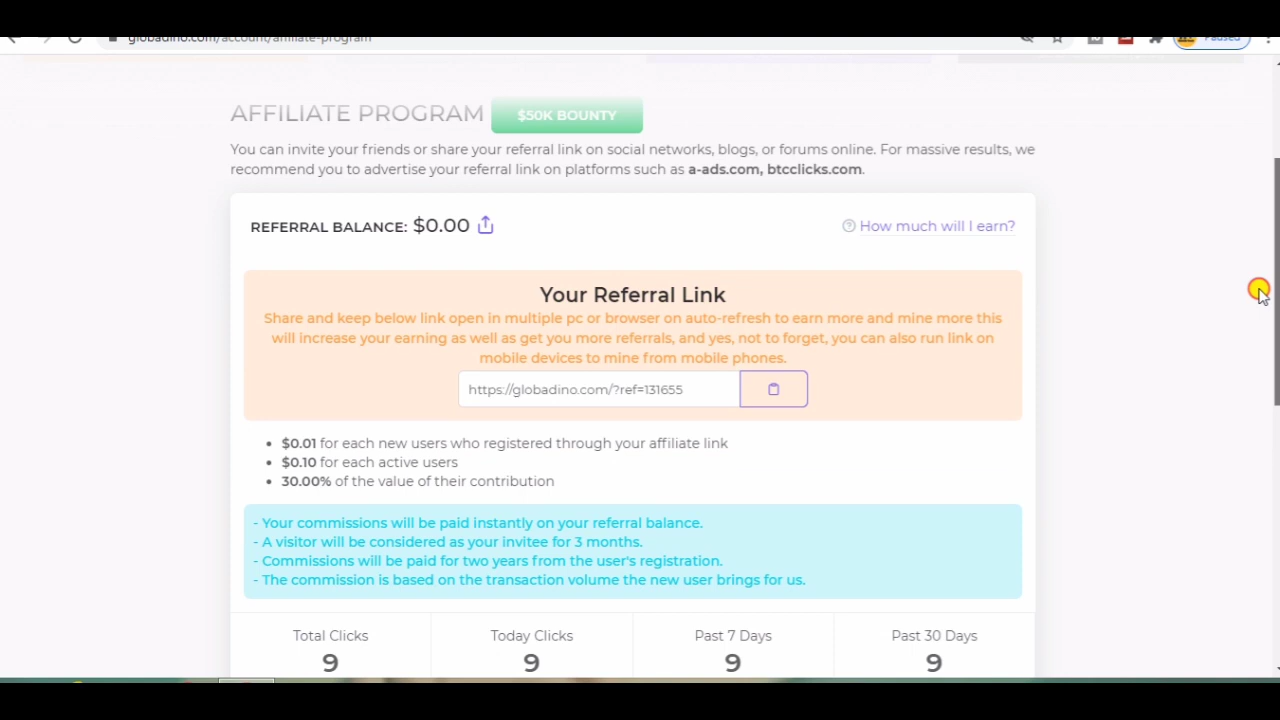 globadino.com/account/affiliate-program
Paused
AFFILIATE PROGRAM $50K BOUNTY
You can invite your friends or share your referral link on social networks, blogs, or forums online. For massive results, we
recommend you to advertise your referral link on platforms such as a-ads.com, btcclicks.com.
REFERRAL BALANCE: $0.00
How much will I earn?
Your Referral Link
Share and keep below link open in multiple pc or browser on auto-refresh to earn more and mine more this
will increase your earning as well as get you more referrals, and yes, not to forget, you can also run link on
mobile devices to mine from mobile phones.
https://globadino.com/?ref=131655
• $0.01 for each new users who registered through your affiliate link
• $0.10 for each active users
• 30.00% of the value of their contribution
- Your commissions will be paid instantly on your referral balance.
- A visitor will be considered as your invitee for 3 months.
- Commissions will be paid for two years from the user's registration.
- The commission is based on the transaction volume the new user brings for us.
Total Clicks Today Clicks Past 7 Days Past 30 Days
9 9 9 9